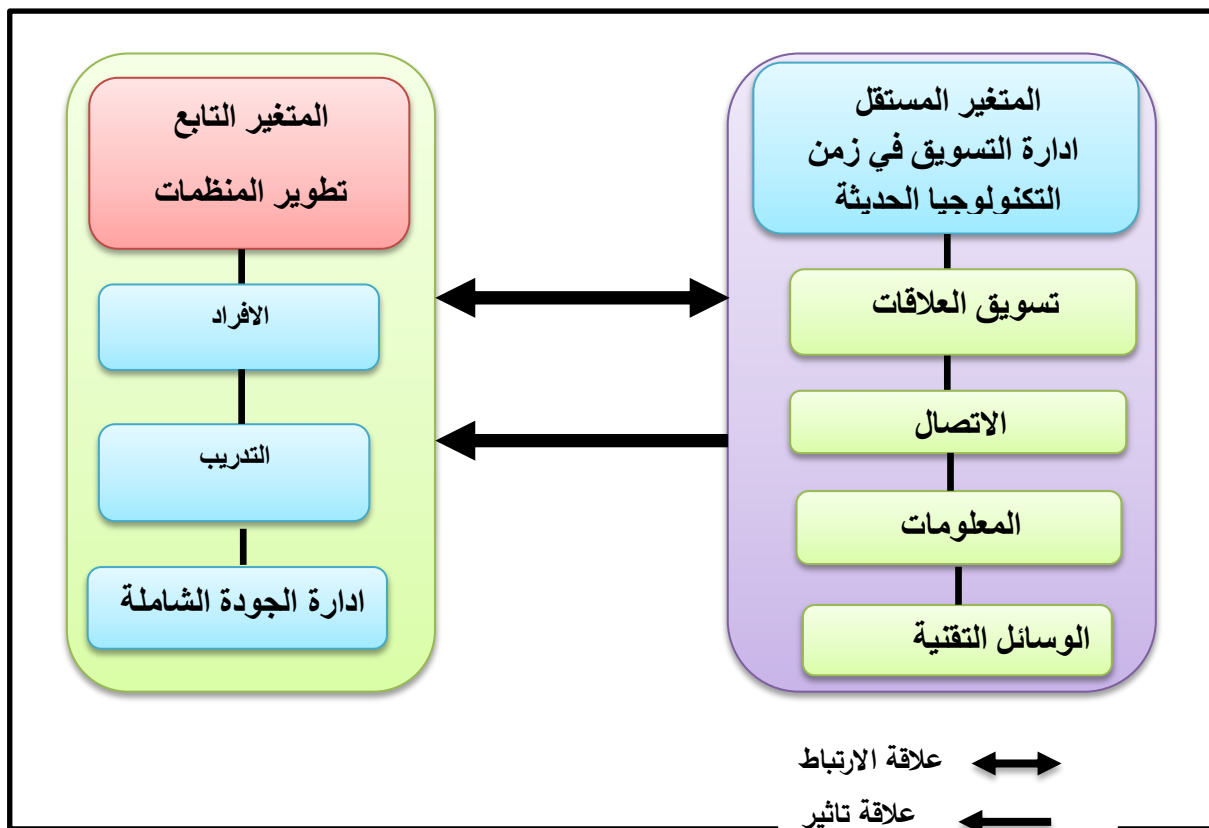 المتغير المستقل
ادارة التسويق في زمن
التكنولوجيا الحديثة
تسويق العلاقات
الاتصال
المعلومات
الوسائل التقنية
المتغير التابع
تطوير المنظمات
الافراد
التدريب
ادارة الجودة الشاملة
علاقة الارتباط
علاقة تاثير